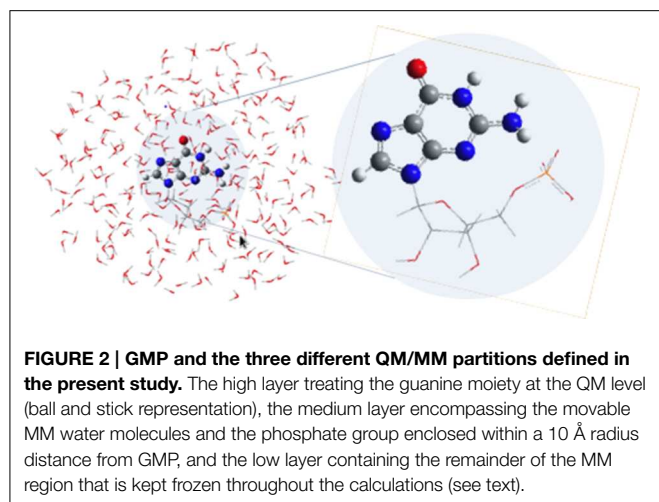 FIGURE 2 | GMP and the three different QM/MM partitions defined in
the present study. The high layer treating the guanine moiety at the QM level
(ball and stick representation), the medium layer encompassing the movable
MM water molecules and the phosphate group enclosed within a 10 Å radius
distance from GMP, and the low layer containing the remainder of the MM
region that is kept frozen throughout the calculations (see text).